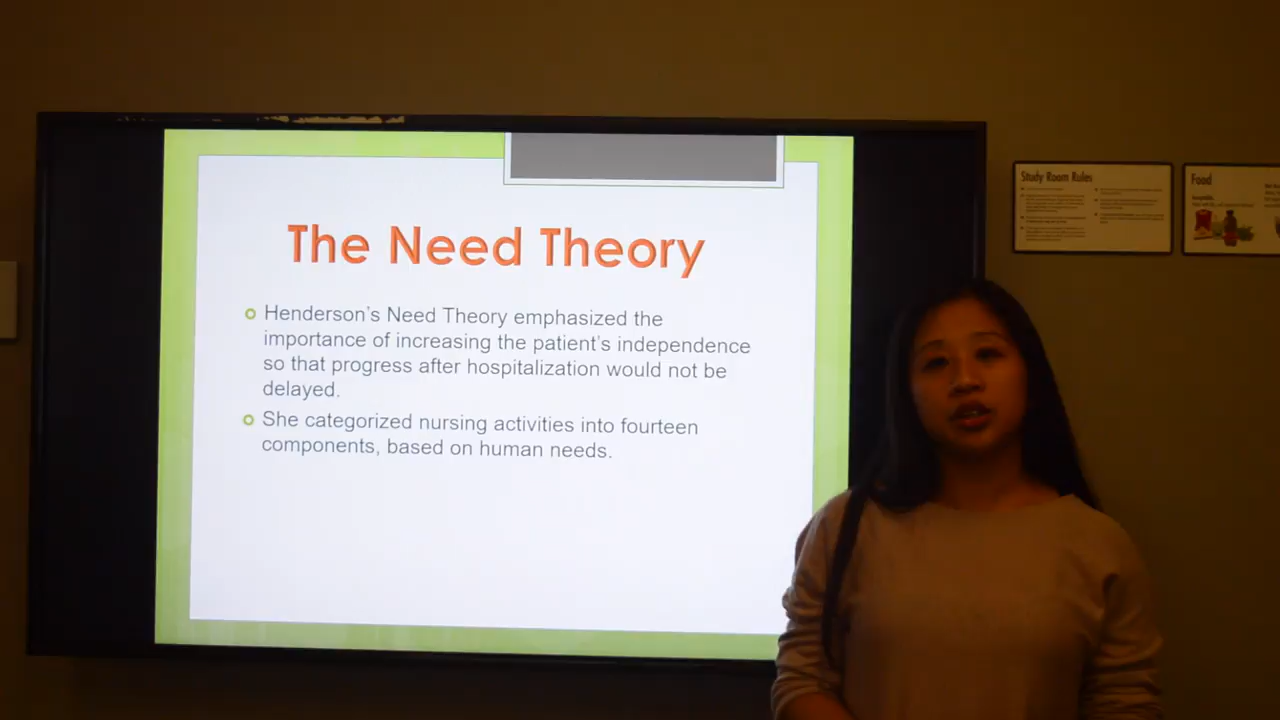 The Need Theory
Henderson's Need Theory emphasized the
importance of increasing the patient's independence
so that progress after hospitalization would not be
delayed.
She categorized nursing activities into fourteen
components, based on human needs.
Study Room Rules
Food